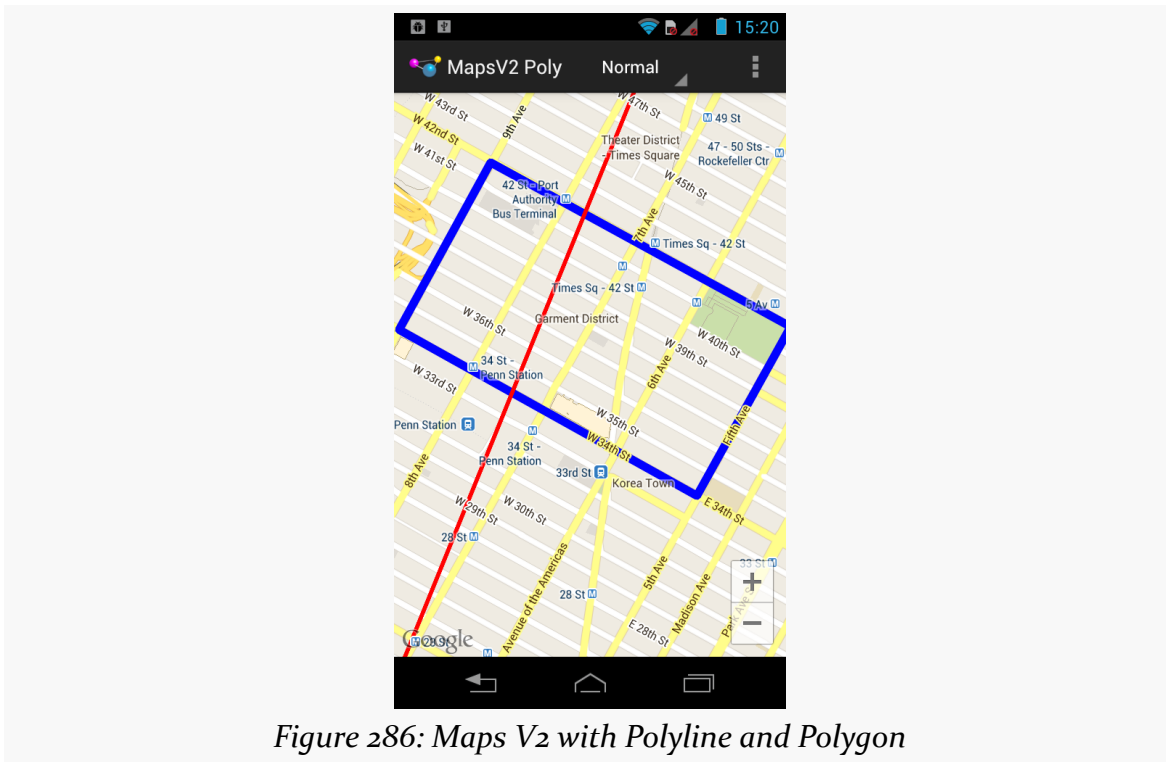 15:20
MapsV2 Poly
Normal
W 43rd St
W 47th St
9th Ave
49 St
W 42nd St
Theater District
- Times Square
47 - 50 Sts -
Rockefeller Ctr
W 41st St
W 45th St
42 St - Port
Authority
Bus Terminal
7th Ave
Times Sq - 42 St
Times Sq - 42 St
5 Av
W 36th St
Garment District
W 40th St
W 39th St
34 St -
Penn Station
6th Ave
W 33rd St
W 35th St
Fifth Ave
Penn Station
W 34th St
34 St -
Penn Station
33rd St
Korea Town
8th Ave
W 29th St
W 30th St
E 34th St
28 St
Avenue of the Americas
5th Ave
33 St
+
28 St
Madison Ave
Park Ave S
−
E 28th St
Google
Figure 286: Maps V2 with Polyline and Polygon